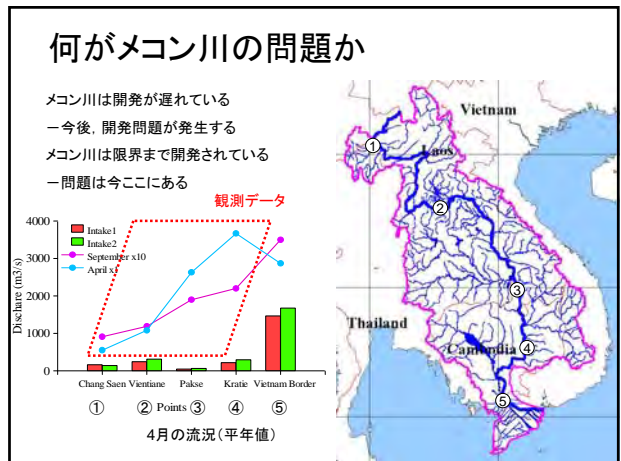 何がメコン川の問題か
メコン川は開発が遅れている
－今後，開発問題が発生する
メコン川は限界まで開発されている
－問題は今ここにある
観測データ
4000
3000
2000
1000
0
Dischare (m3/s)
Intake1
Intake2
September x10
April x1
Chang Saen Vientiane Pakse Kratie Vietnam Border
① ② Points ③ ④ ⑤
4月の流況（平年値）
Vietnam
① Laos
②
③
Thailand
Cambodia ④
⑤